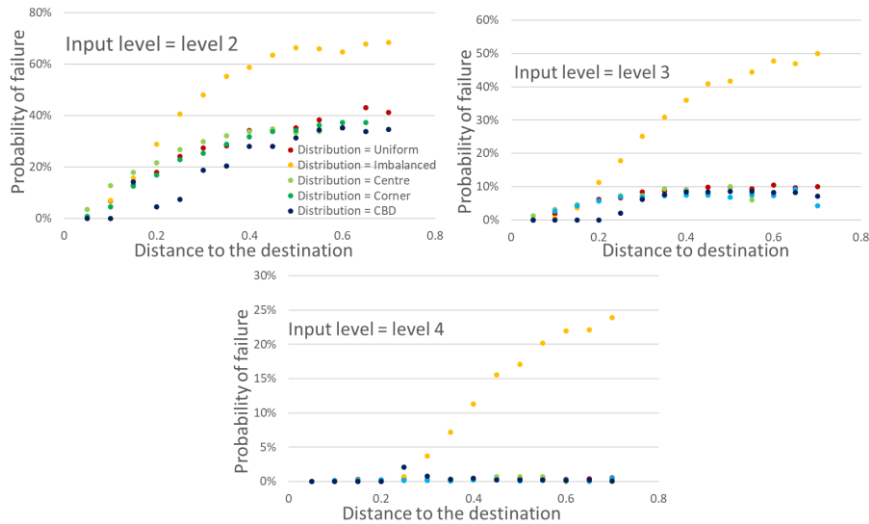 80%
60%
40%
20%
0%
Probability of failure
Input level = level 2
Distribution = Uniform
Distribution = Imbalanced
Distribution = Centre
Distribution = Corner
Distribution = CBD
0 0.2 0.4 0.6 0.8
Distance to the destination
60%
50%
40%
30%
20%
10%
0%
Probability of failure
Input level = level 3
0 0.2 0.4 0.6 0.8
Distance to the destination
30%
25%
20%
15%
10%
5%
0%
Probability of failure
Input level = level 4
0 0.2 0.4 0.6 0.8
Distance to the destination